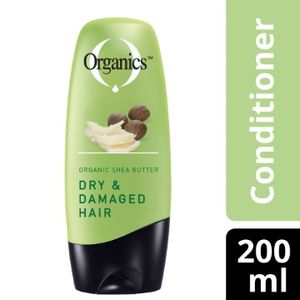 Organics™
ORGANIC SHEA BUTTER
DRY &
DAMAGED
HAIR
Conditioner
200
ml